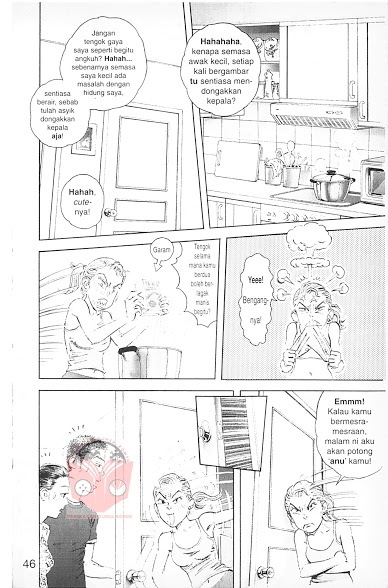 Hahahaha,
kenapa semasa
awak kecil, setiap
kali bergambar
tu sentiasa men-
dongakkan
kepala?
Jangan
tengok gaya
saya seperti begitu
angkuh? Hahah...
sebenarnya semasa
saya kecil ada
masalah dengan
hidung saya,
sentiasa
berair, sebab
tulah asyik
dongakkan
kepala
aja!
Hahah,
cute-
nya!
Yeee!
Bengang-
nya!
Tengok
selama
mana kamu
berdua
boleh ber-
lagak
manis
begitu?
Garam
Emmm!
Kalau kamu
bermesra-
mesraan,
malam ni aku
akan potong
'anu' kamu!
46